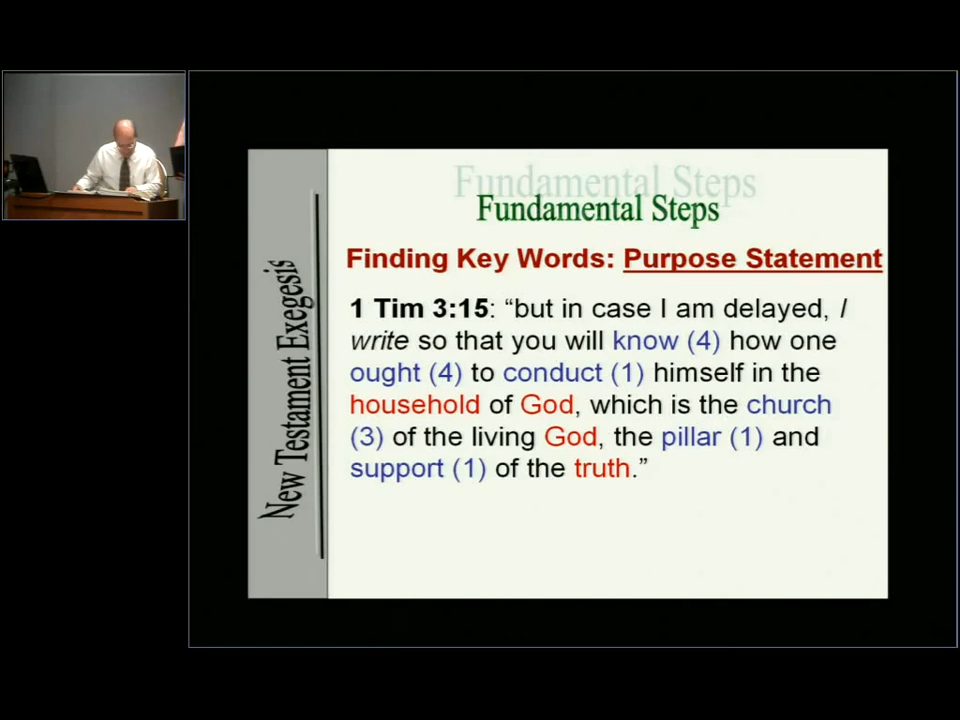 Fundamental Steps
Fundamental Steps
Finding Key Words: Purpose Statement
1 Tim 3:15: “but in case I am delayed, I
write so that you will know (4) how one
ought (4) to conduct (1) himself in the
household of God, which is the church
(3) of the living God, the pillar (1) and
support (1) of the truth.”
New Testament Exegesis